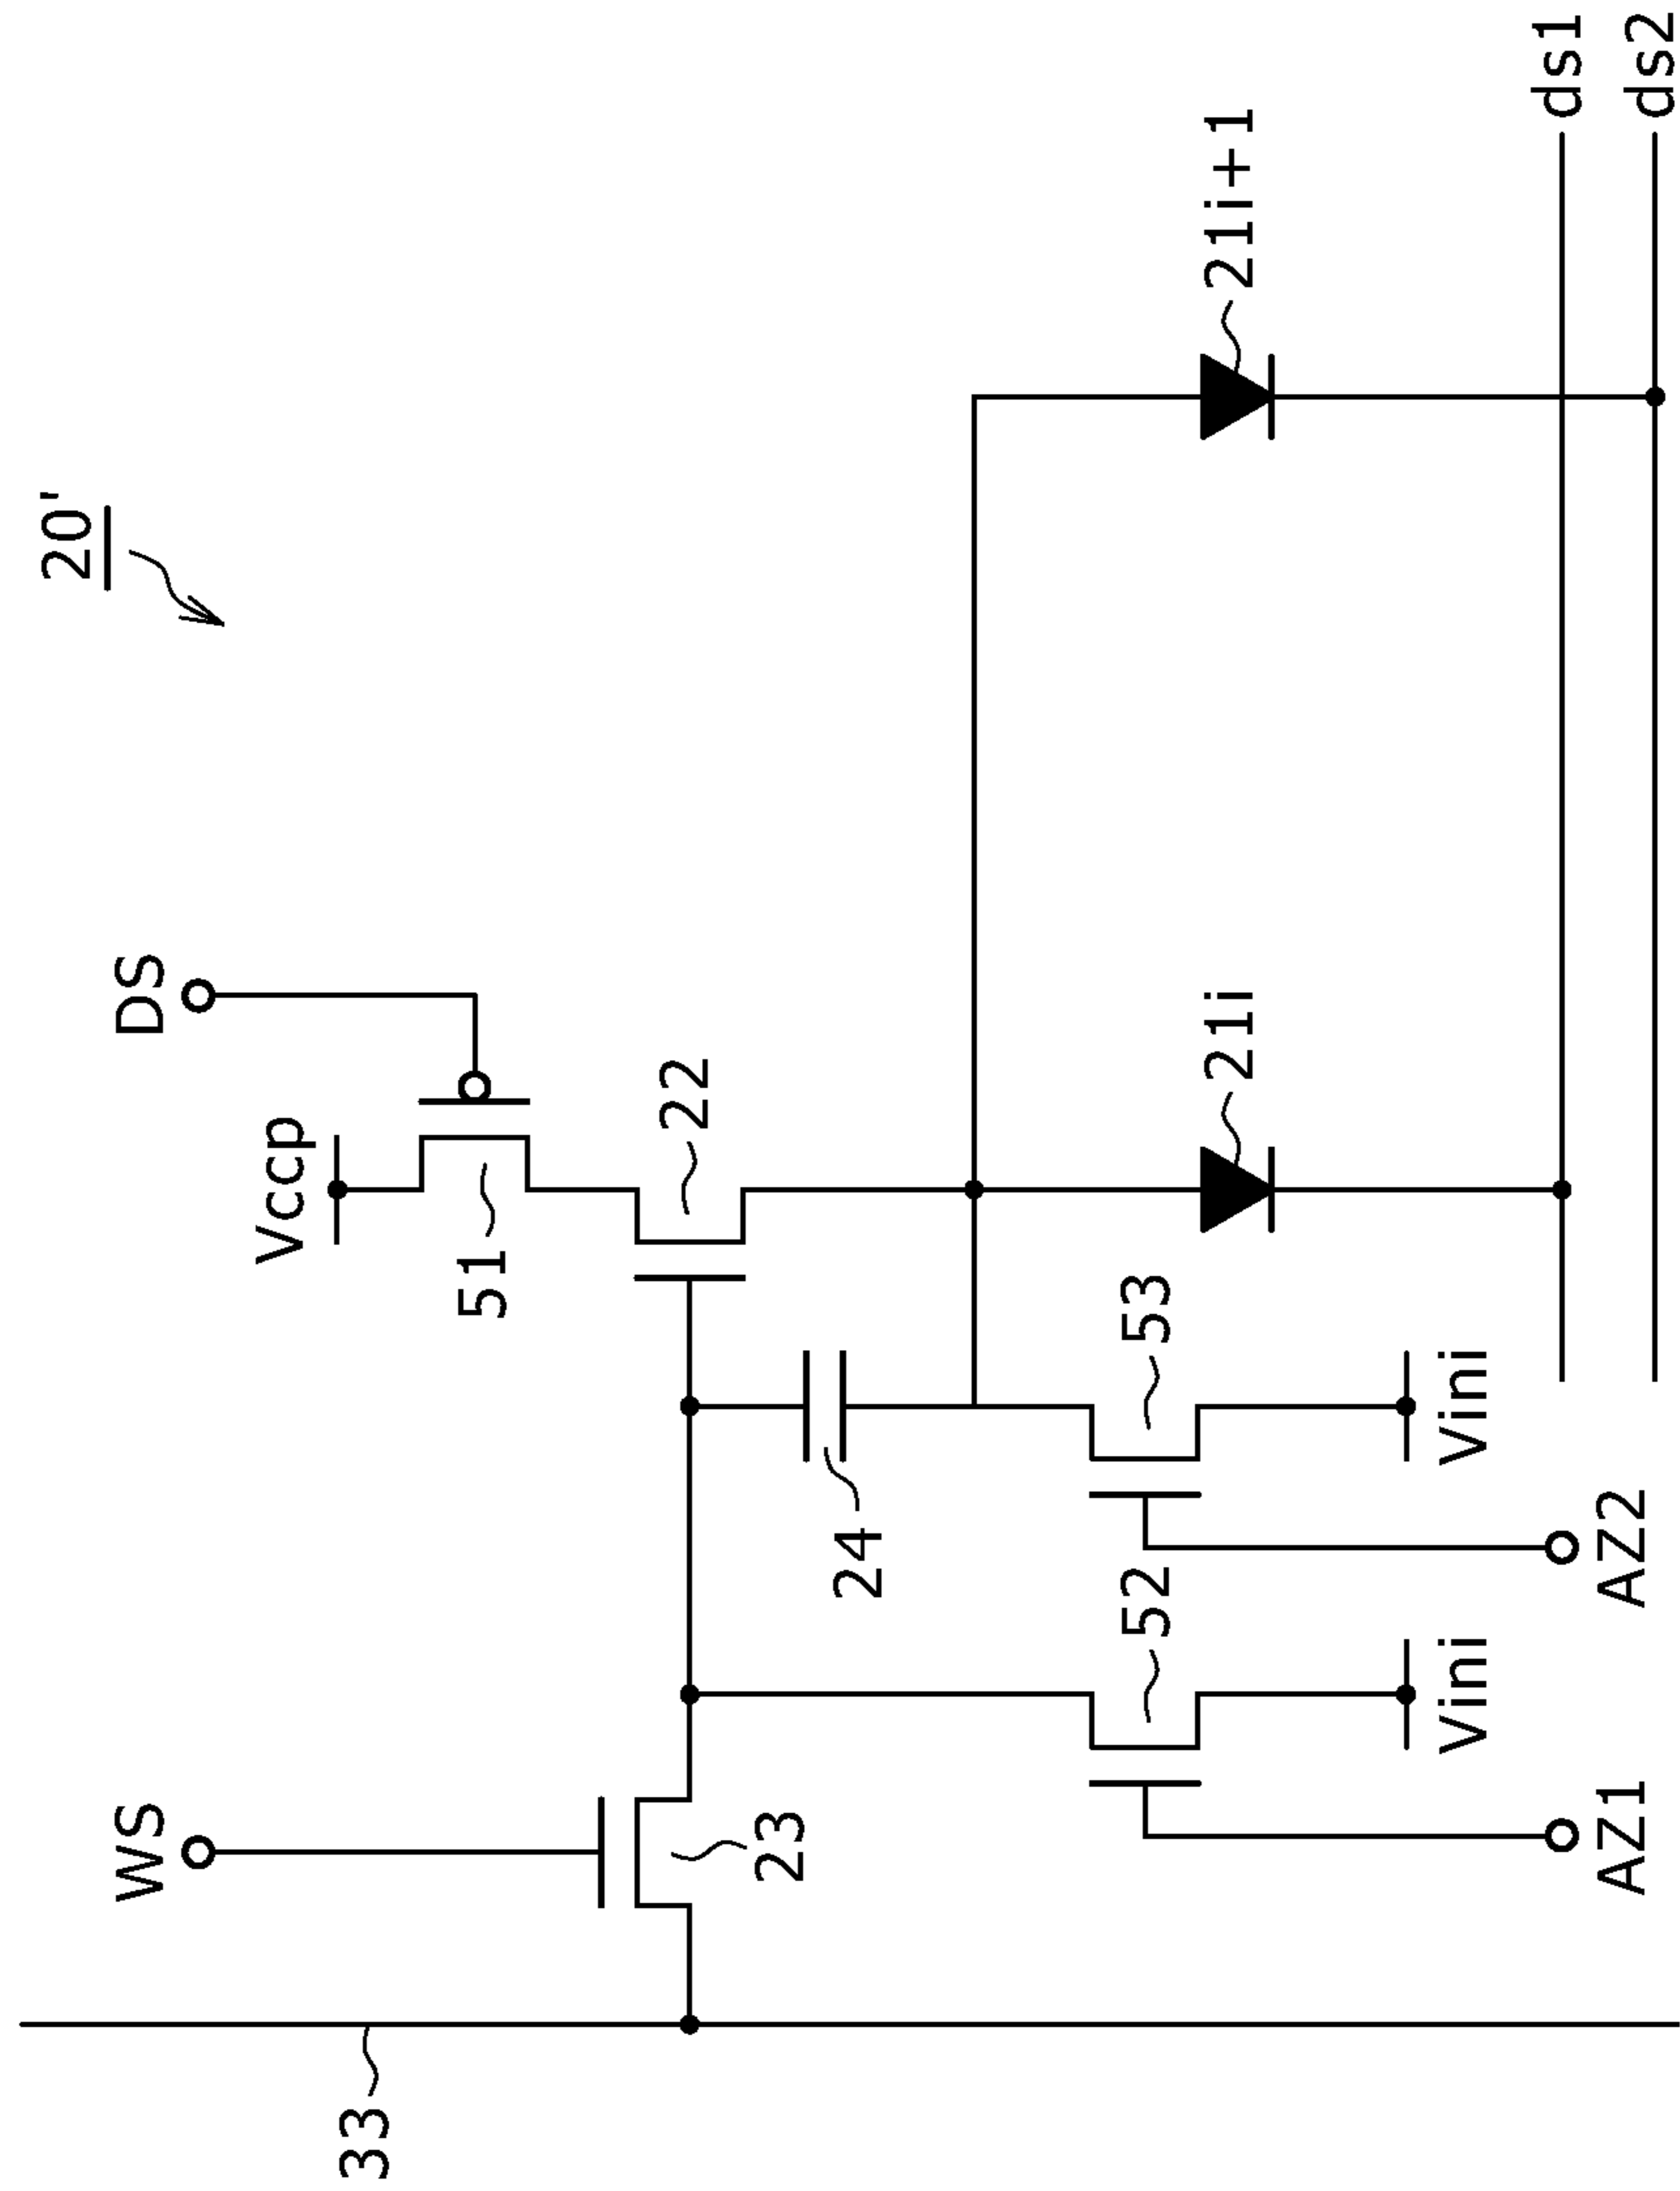 20'
WS
DS
Vccp
51
22
33
23
24
52
53
21i
21i+1
Vini
Vini
AZ1
AZ2
ds1
ds2